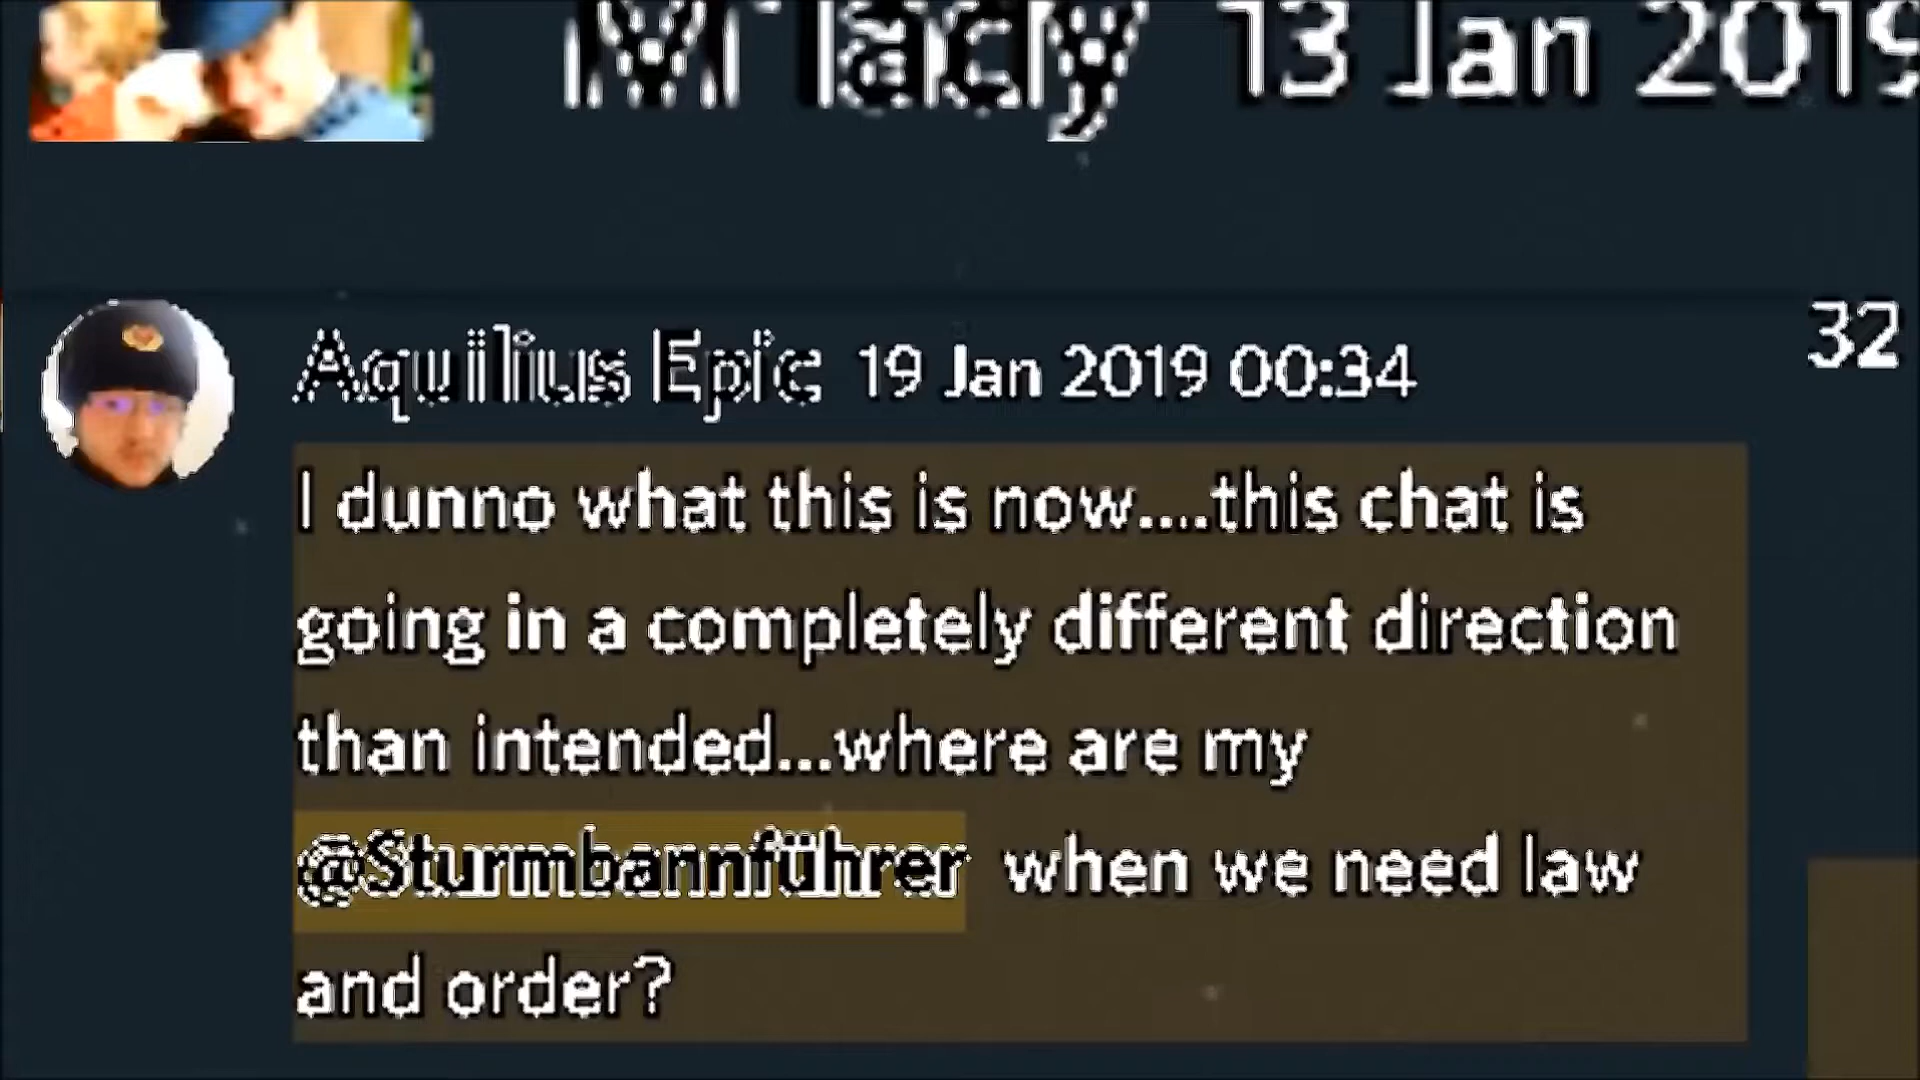 M Tacly 13 Jan 2019
Aquilius Epic 19 Jan 2019 00:34
32
I dunno what this is now....this chat is
going in a completely different direction
than intended...where are my
@Sturmbannführer when we need law
and order?